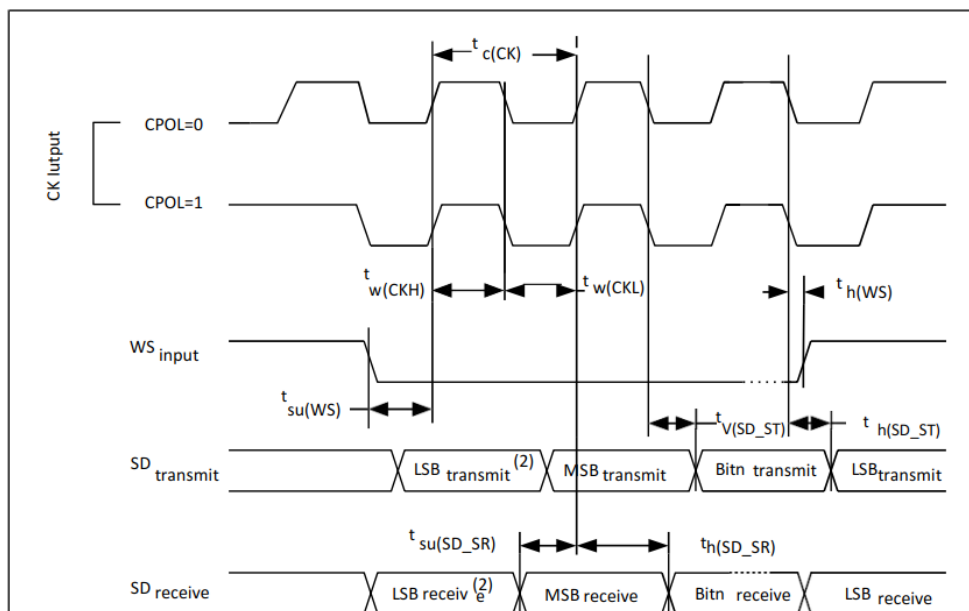 t c(CK)
CK lutput
CPOL=0
CPOL=1
t w(CKH)
t w(CKL)
t h(WS)
WS input
t su(WS)
t V(SD_ST)
t h(SD_ST)
SD transmit
LSB transmit (2)
MSB transmit
Bitn transmit
LSB transmit
t su(SD_SR)
t h(SD_SR)
SD receive
LSB receiv e (2)
MSB receive
Bitn receive
LSB receive